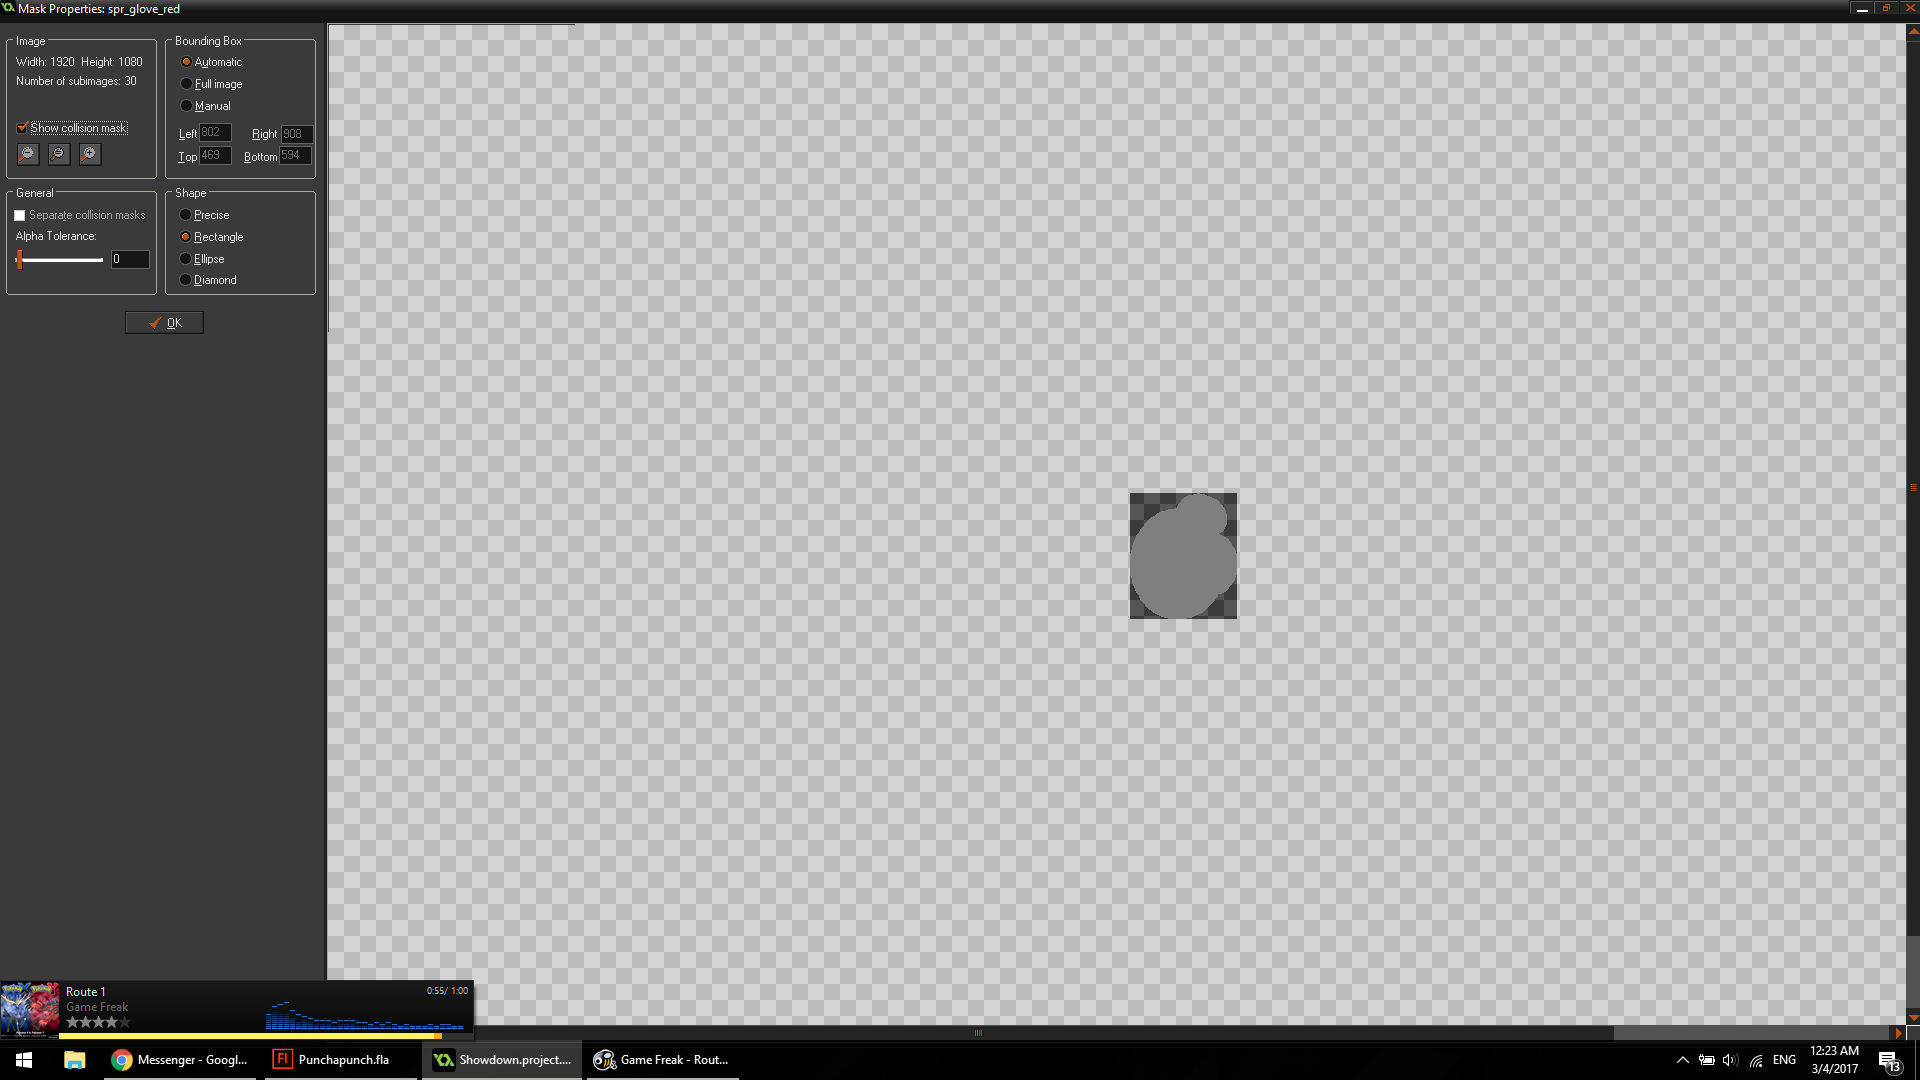 Mask Properties: spr_glove_red
Image
Width: 1920 Height: 1080
Number of subimages: 30
Show collision mask
Bounding Box
Automatic
Full image
Manual
Left 802 Right 908
Top 469 Bottom 594
General
Separate collision masks
Alpha Tolerance:
0
Shape
Precise
Rectangle
Ellipse
Diamond
OK
Route 1
0:55/ 1:00
Game Freak
Messenger - Googl...
Fl
Punchapunch.fla
Showdown.project....
Game Freak - Rout...
ENG
12:23 AM
3/4/2017
13